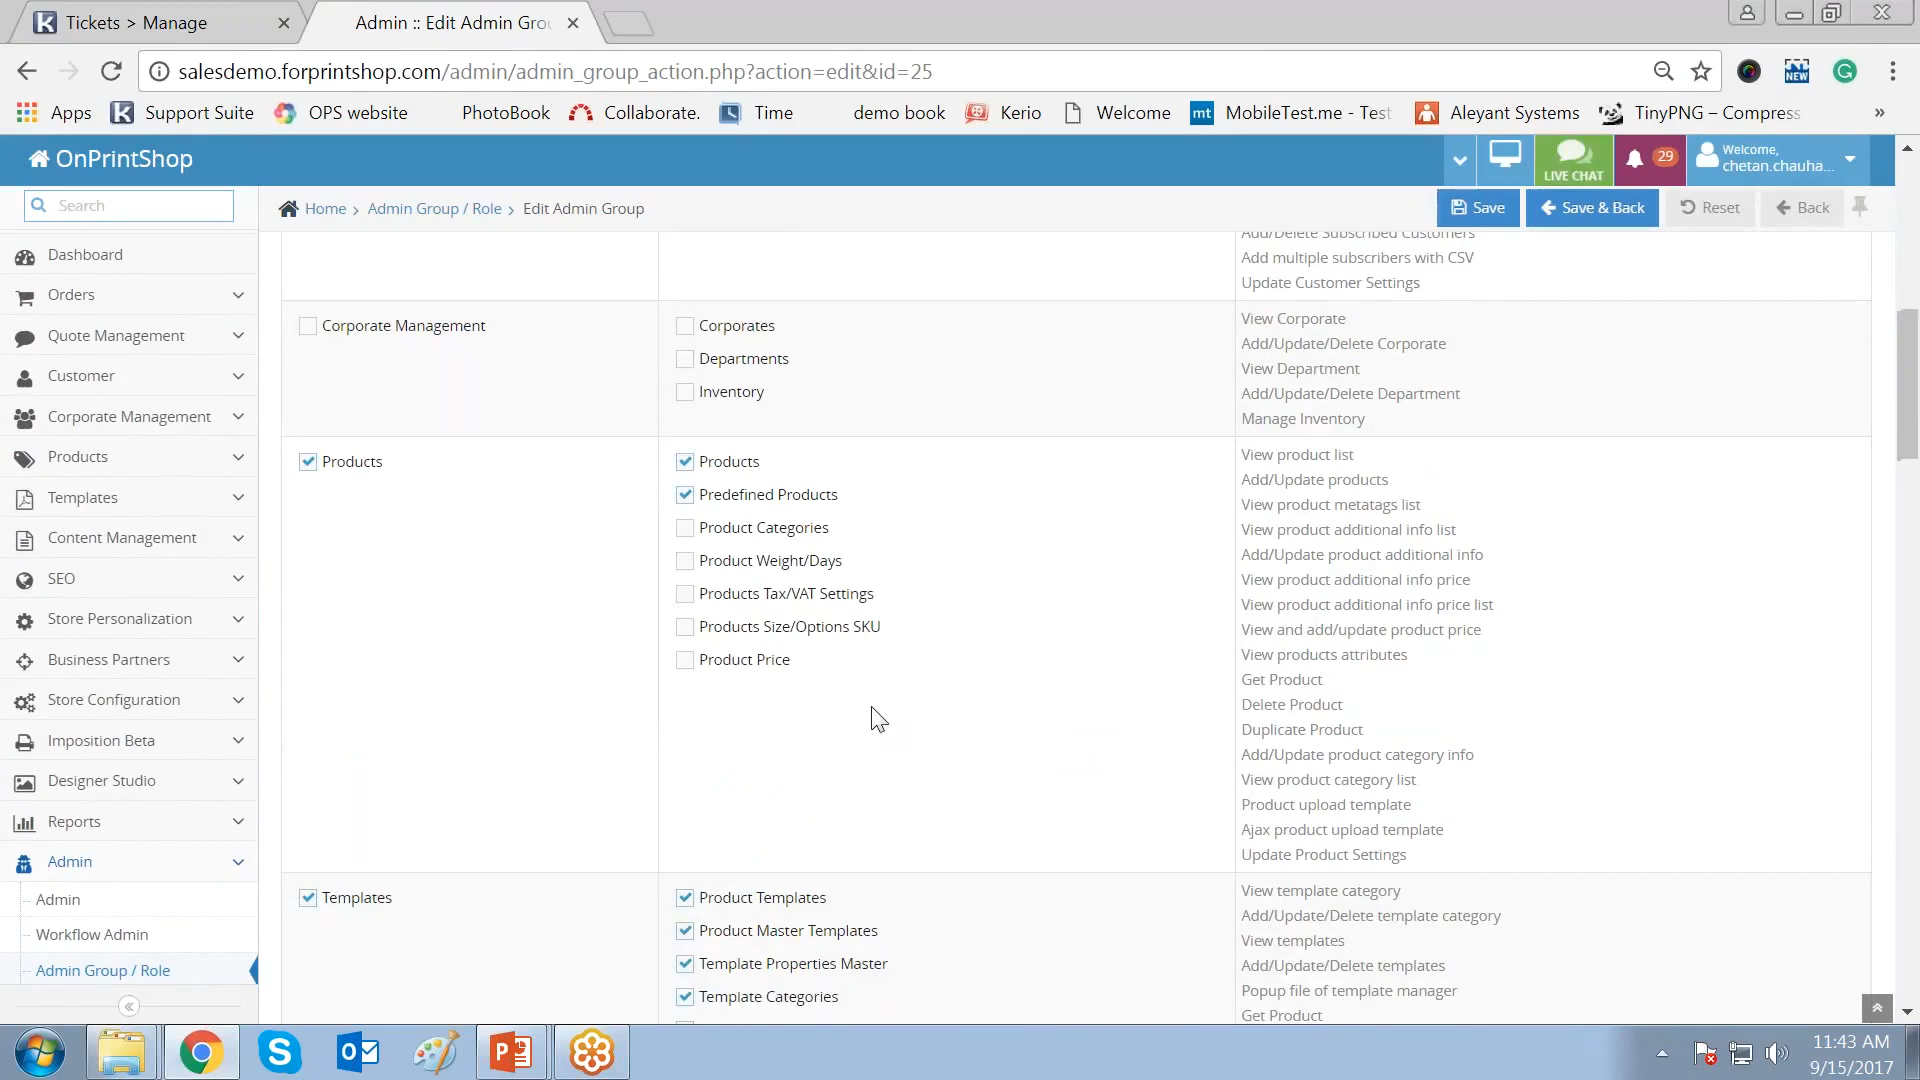 Tickets > Manage
Admin :: Edit Admin Grou
salesdemo.forprintshop.com/admin/admin_group_action.php?action=edit&id=25
NEW
Apps Support Suite OPS website PhotoBook Collaborate. Time demo book Kerio Welcome mt MobileTest.me - Test Aleyant Systems TinyPNG – Compress »
OnPrintShop
LIVE CHAT
29
Welcome,
chetan.chauha...
Search
Home > Admin Group / Role > Edit Admin Group
Save
Save & Back
Reset
Back
Dashboard
Orders
Quote Management
Customer
Corporate Management
Products
Templates
Content Management
SEO
Store Personalization
Business Partners
Store Configuration
Imposition Beta
Designer Studio
Reports
Admin
Admin
Workflow Admin
Admin Group / Role
Add/Delete Subscribed Customers
Add multiple subscribers with CSV
Update Customer Settings
Corporate Management
Corporates
Departments
Inventory
View Corporate
Add/Update/Delete Corporate
View Department
Add/Update/Delete Department
Manage Inventory
Products
Products
Predefined Products
Product Categories
Product Weight/Days
Products Tax/VAT Settings
Products Size/Options SKU
Product Price
View product list
Add/Update products
View product metatags list
View product additional info list
Add/Update product additional info
View product additional info price
View product additional info price list
View and add/update product price
View products attributes
Get Product
Delete Product
Duplicate Product
Add/Update product category info
View product category list
Product upload template
Ajax product upload template
Update Product Settings
Templates
Product Templates
Product Master Templates
Template Properties Master
Template Categories
View template category
Add/Update/Delete template category
View templates
Add/Update/Delete templates
Popup file of template manager
Get Product
11:43 AM
9/15/2017